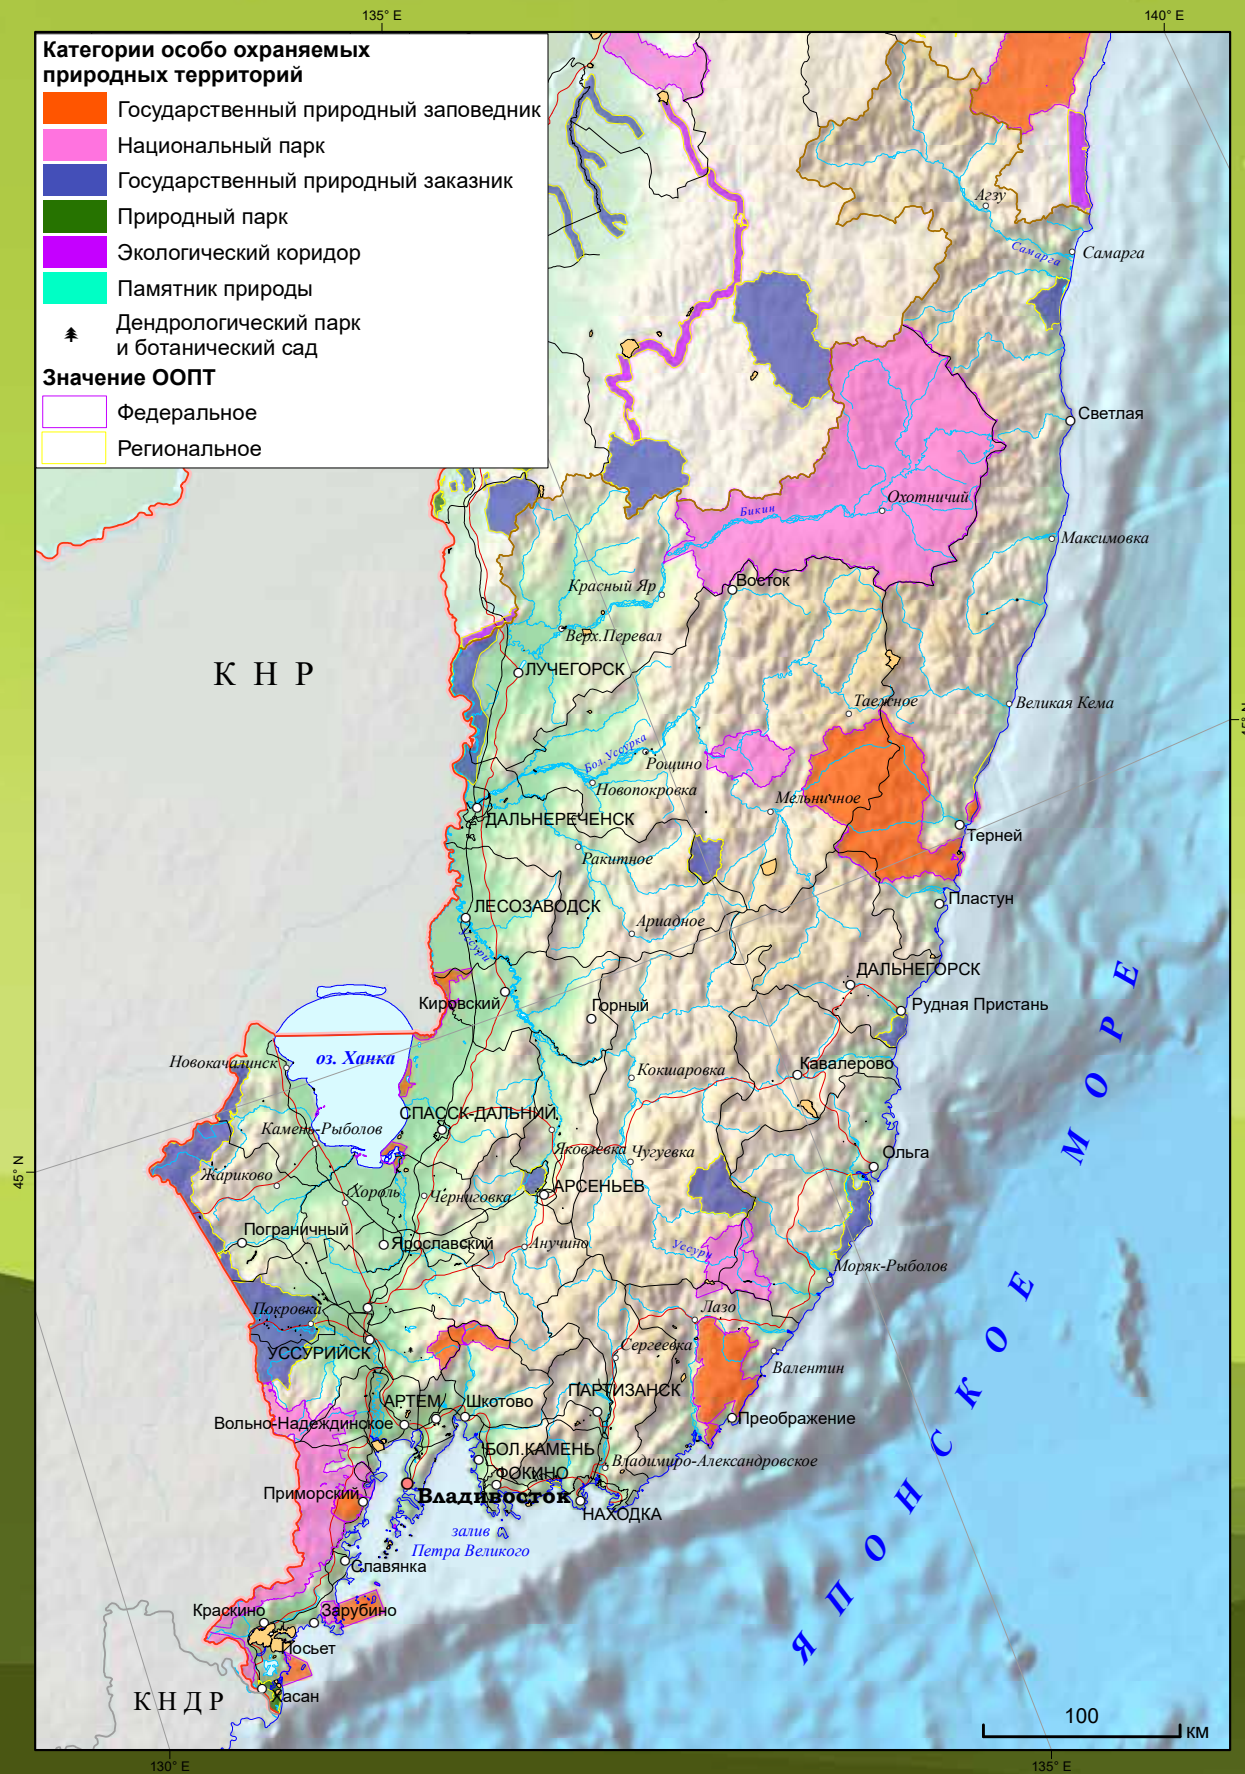 135° E
140° E
Категории особо охраняемых
природных территорий
Государственный природный заповедник
Национальный парк
Государственный природный заказник
Природный парк
Экологический коридор
Памятник природы
Дендрологический парк
и ботанический сад
Значение ООПТ
Федеральное
Региональное
Агзу
Самарга
Самарга
Светлая
Охотничий
Бикин
Максимовка
Красный Яр
Восток
Верх.Перевал
КНР
ЛУЧЕГОРСК
Таежное
Великая Кема
45° N
Бол.Уссурка
Рощино
Новопокровка
Мельничное
ДАЛЬНЕРЕЧЕНСК
Терней
Ракитное
Пластун
ЛЕСОЗАВОДСК
Ариадное
Уссури
ДАЛЬНЕГОРСК
Кировский
Горный
Рудная Пристань
оз. Ханка
Новокачалинск
Кокшаровка
Кавалерово
СПАССК-ДАЛЬНИЙ
Камень-Рыболов
Яковлевка
Чугуевка
Ольга
45° N
Жариково
Хороль
Черниговка
АРСЕНЬЕВ
Пограничный
Ярославский
Анучино
Уссури
Моряк-Рыболов
Покровка
Лазо
УССУРИЙСК
Сергеевка
Валентин
ПАРТИЗАНСК
АРТЕМ
Шкотово
Вольно-Надеждинское
Преображение
БОЛ.КАМЕНЬ
Владимиро-Александровское
ФОКИНО
Приморский
Владивосток
НАХОДКА
залив
Петра Великого
Славянка
Краскино
Зарубино
Посьет
КНДР
Хасан
ЯПОНСКОЕ МОРЕ
100
км
130° E
135° E